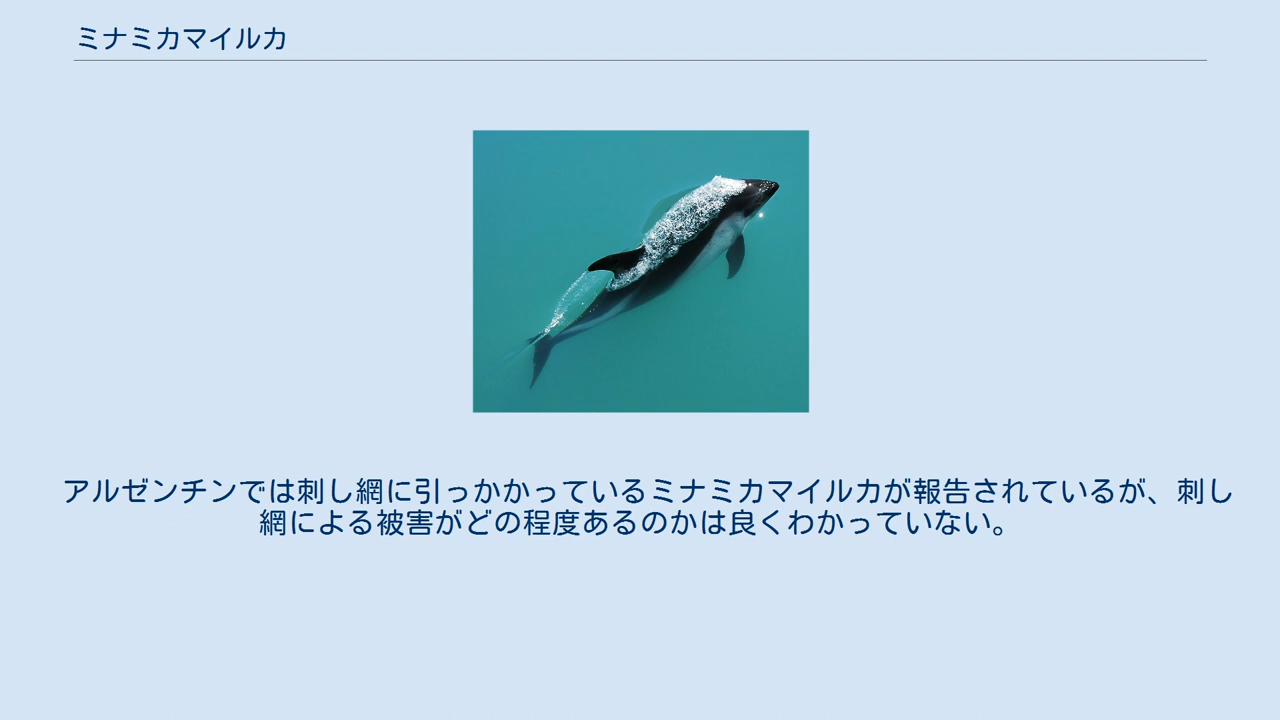 ミナミカマイルカ
アルゼンチンでは刺し網に引っかかっているミナミカマイルカが報告されているが、刺し
網による被害がどの程度あるのかは良くわかっていない。